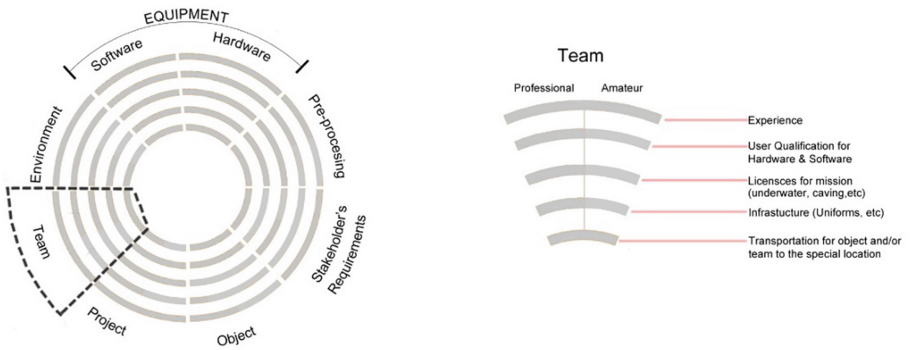 EQUIPMENT
Software
Hardware
Environment
Pre-procesing
Team
Stakeholder's
Requirements
Project
Object
Team
Professional
Amateur
Experience
User Qualification for
Hardware & Software
Licensces for mission
(underwater, caving,etc)
Infrastucture (Uniforms, etc)
Transportation for object and/or
team to the special location